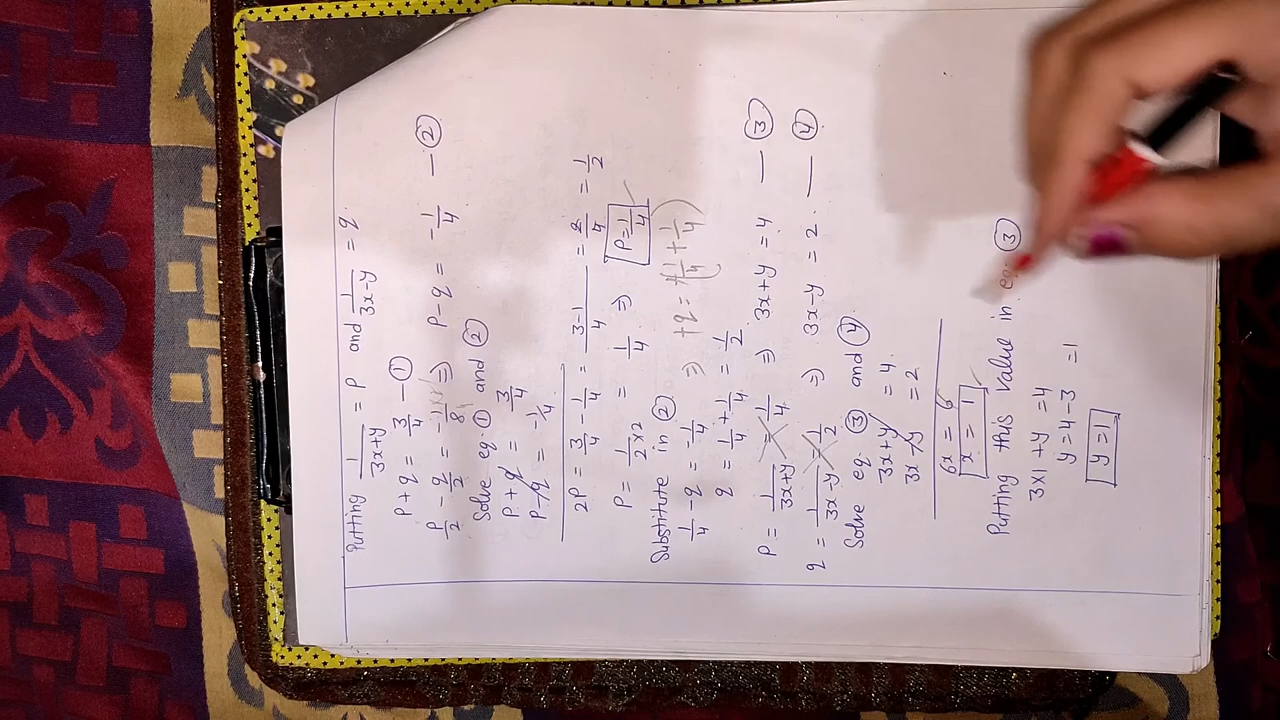 Putting 1/(3x+y) = P and 1/(3x-y) = q
P + q = 3/4 — ①
P/2 - q/2 = -1/8 ⇒ P - q = -1/4 — ②
Solve eq. ① and ②
P + q = 3/4
P - q = -1/4
2P = 3/4 - 1/4 = (3-1)/4 = 2/4 = 1/2
P = 1/(2×2) = 1/4 ⇒ P = 1/4
Substitute in ②
1/4 - q = -1/4 ⇒ +q = +(1/4 + 1/4)
q = 1/4 + 1/4 = 1/2
P = 1/(3x+y) = 1/4 ⇒ 3x + y = 4 — ③
q = 1/(3x-y) = 1/2 ⇒ 3x - y = 2 — ④
Solve eq. ③ and ④
3x + y = 4
3x - y = 2
6x = 6
x = 1
Putting this value in eq. ③
3×1 + y = 4
y = 4 - 3 = 1
y = 1